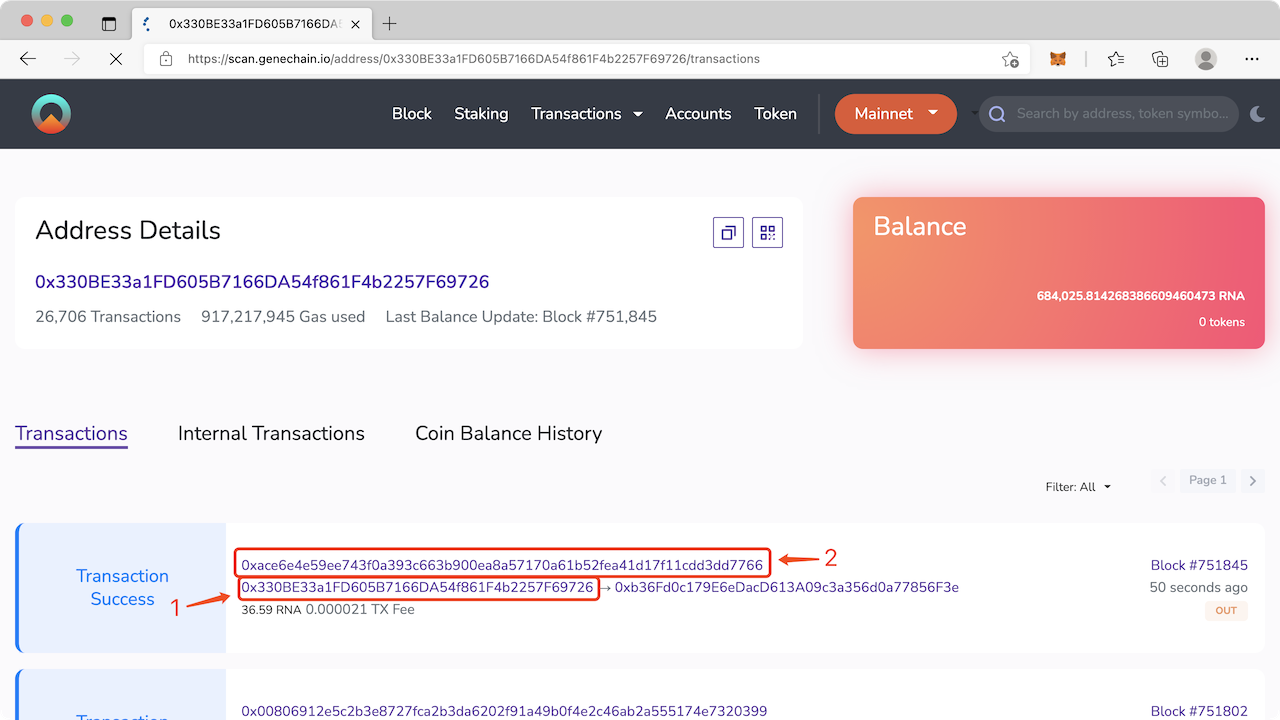 0x330BE33a1FD605B7166DA5
https://scan.genechain.io/address/0x330BE33a1FD605B7166DA54f861F4b2257F69726/transactions
Block Staking Transactions Accounts Token Mainnet Search by address, token symbo...
Address Details
0x330BE33a1FD605B7166DA54f861F4b2257F69726
26,706 Transactions 917,217,945 Gas used Last Balance Update: Block #751,845
Balance
684,025.814268386609460473 RNA
0 tokens
Transactions Internal Transactions Coin Balance History
Filter: All Page 1
Transaction
Success
1
0xace6e4e59ee743f0a393c663b900ea8a57170a61b52fea41d17f11cdd3dd7766
2
0x330BE33a1FD605B7166DA54f861F4b2257F69726 → 0xb36Fd0c179E6eDacD613A09c3a356d0a77856F3e
36.59 RNA 0.000021 TX Fee
Block #751845
50 seconds ago
OUT
Transaction
0x00806912e5c2b3e8727fca2b3da6202f91a49b0f4e2c46ab2a555174e7320399
Block #751802